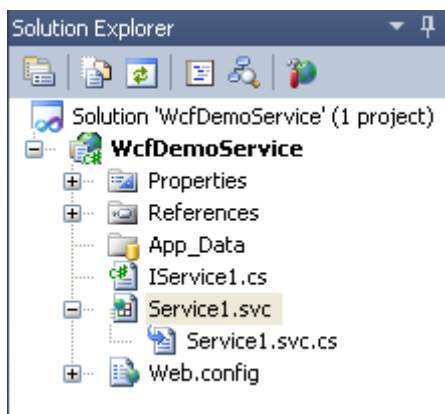 Solution Explorer
Solution 'WcfDemoService' (1 project)
WcfDemoService
Properties
References
App_Data
IService1.cs
Service1.svc
Service1.svc.cs
Web.config